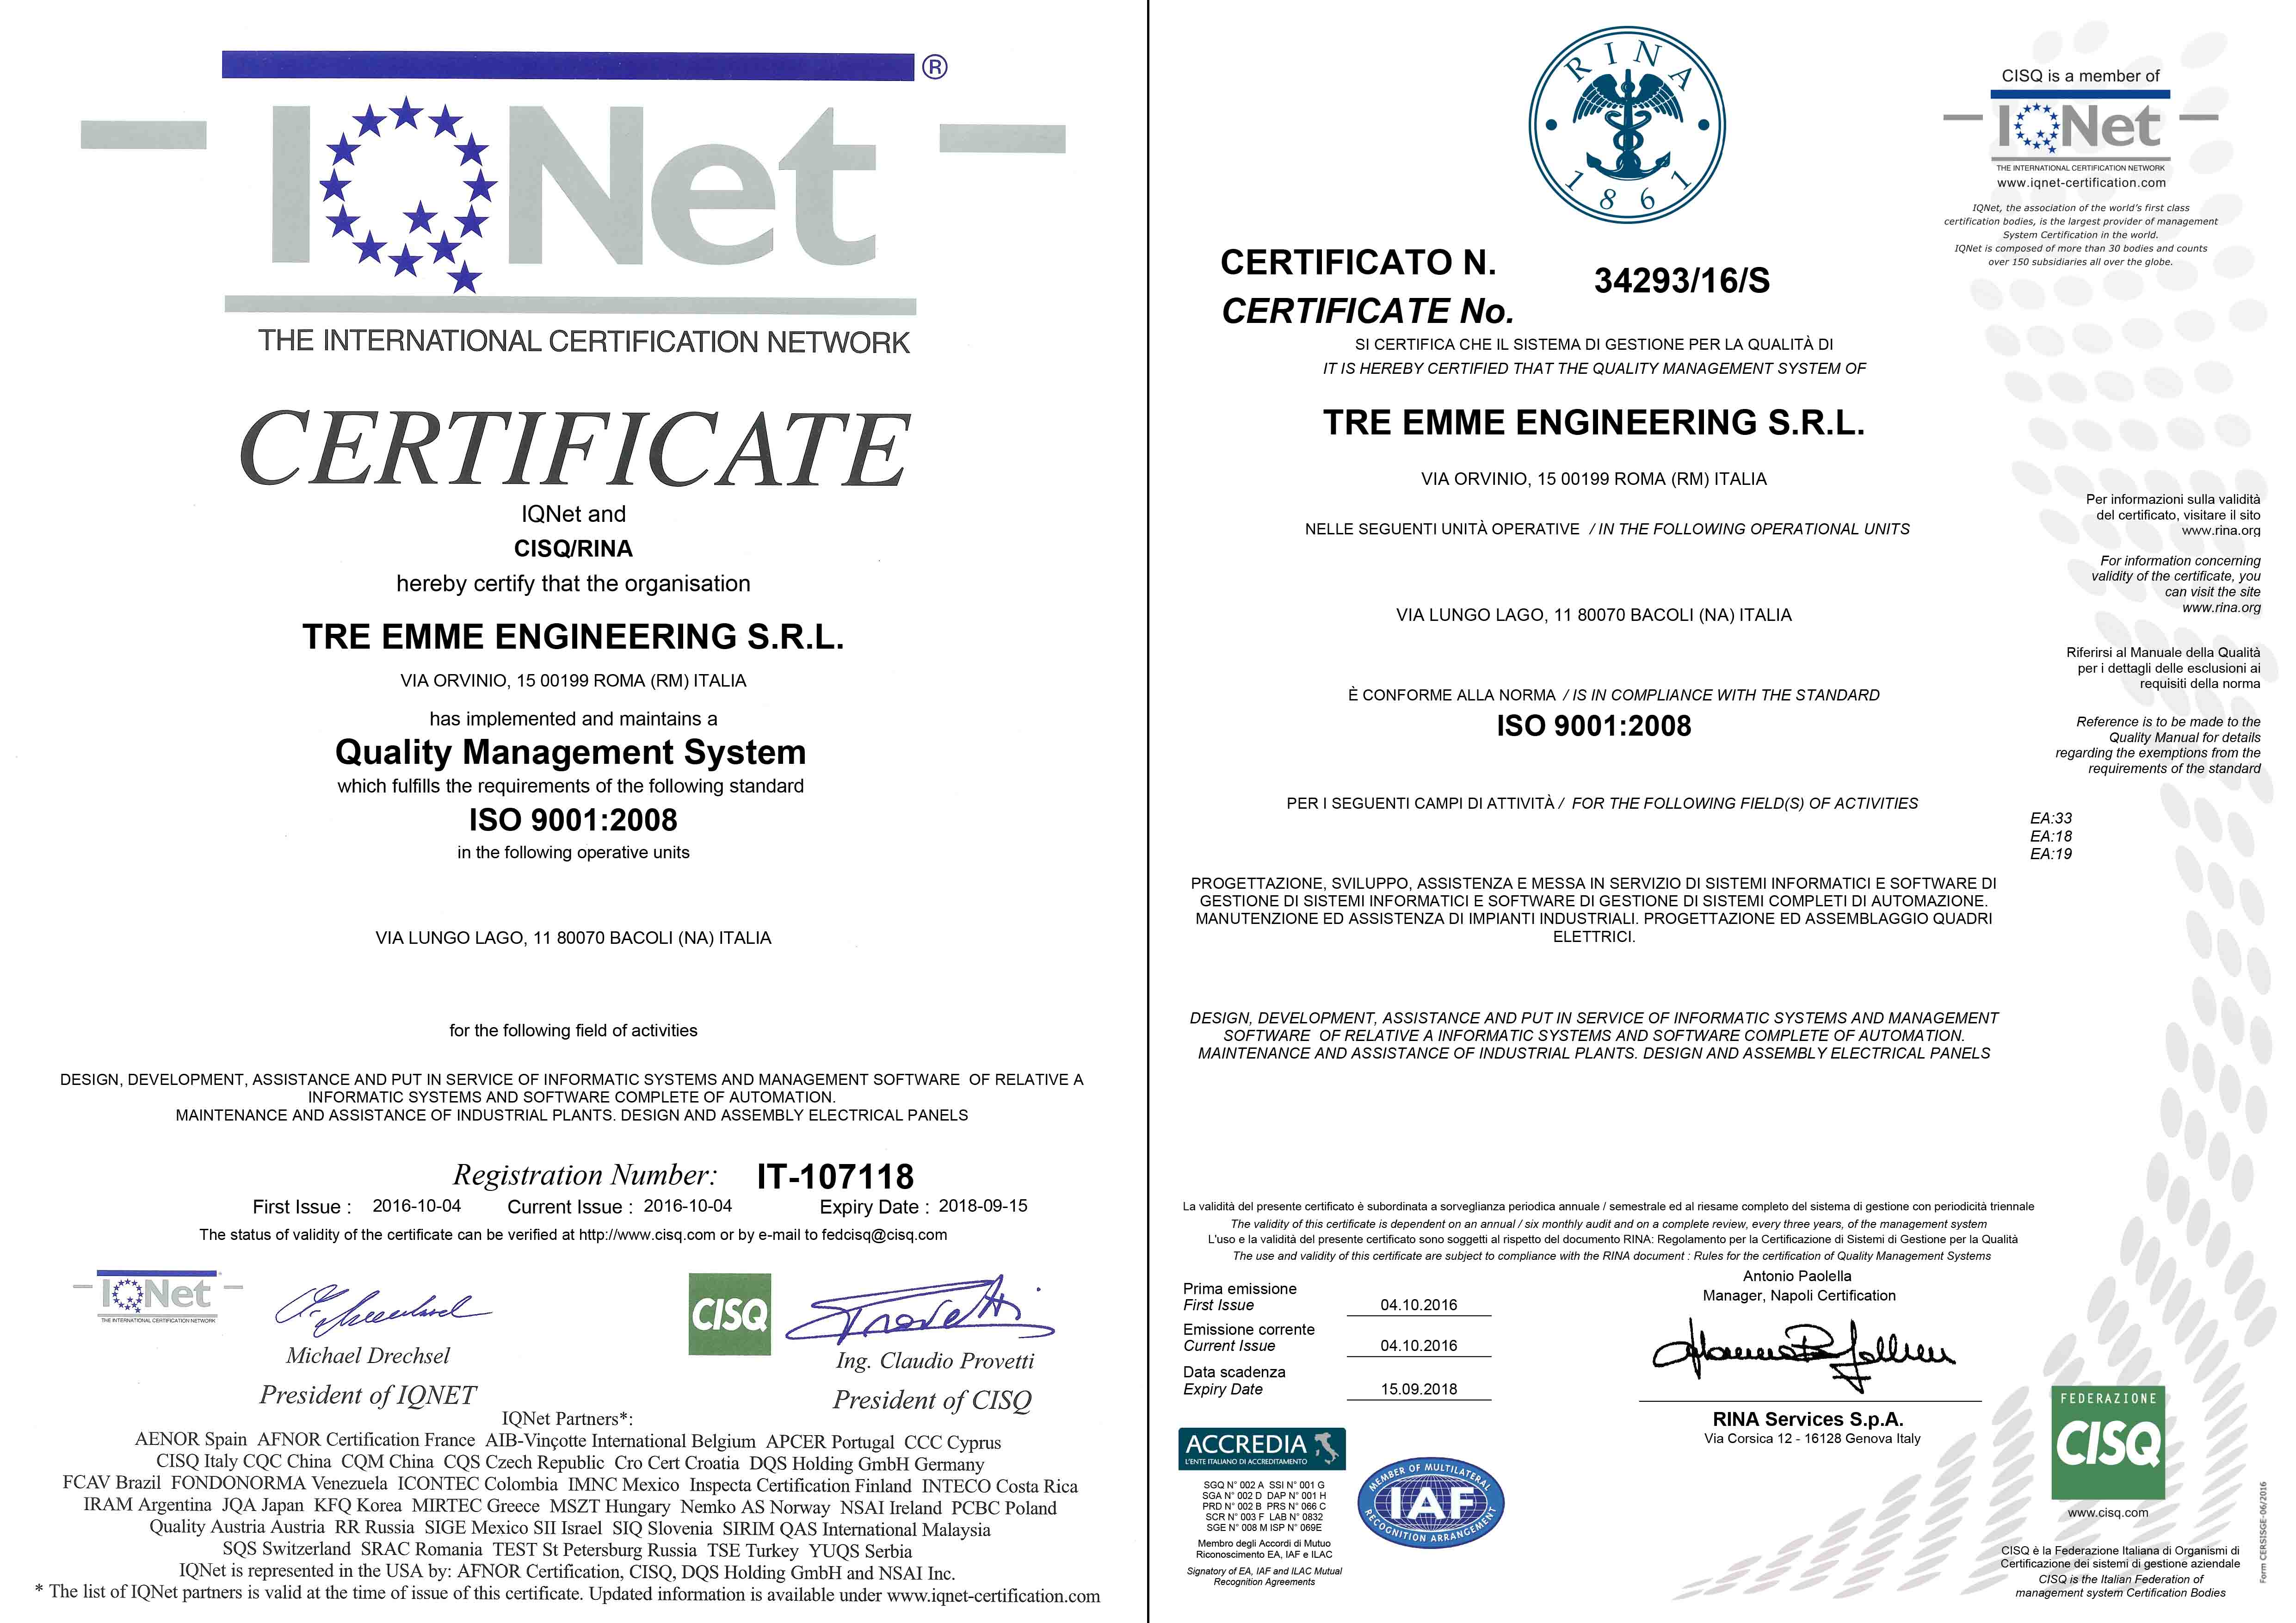 ®
IQNet
THE INTERNATIONAL CERTIFICATION NETWORK
CERTIFICATE
IQNet and
CISQ/RINA
hereby certify that the organisation
TRE EMME ENGINEERING S.R.L.
VIA ORVINIO, 15 00199 ROMA (RM) ITALIA
has implemented and maintains a
Quality Management System
which fulfills the requirements of the following standard
ISO 9001:2008
in the following operative units
VIA LUNGO LAGO, 11 80070 BACOLI (NA) ITALIA
for the following field of activities
DESIGN, DEVELOPMENT, ASSISTANCE AND PUT IN SERVICE OF INFORMATIC SYSTEMS AND MANAGEMENT SOFTWARE OF RELATIVE A
INFORMATIC SYSTEMS AND SOFTWARE COMPLETE OF AUTOMATION.
MAINTENANCE AND ASSISTANCE OF INDUSTRIAL PLANTS. DESIGN AND ASSEMBLY ELECTRICAL PANELS
Registration Number: IT-107118
First Issue : 2016-10-04 Current Issue : 2016-10-04 Expiry Date : 2018-09-15
The status of validity of the certificate can be verified at http://www.cisq.com or by e-mail to fedcisq@cisq.com
IQNet
THE INTERNATIONAL CERTIFICATION NETWORK
CISQ
Michael Drechsel
President of IQNET
Ing. Claudio Provetti
President of CISQ
IQNet Partners*:
AENOR Spain AFNOR Certification France AIB-Vinçotte International Belgium APCER Portugal CCC Cyprus
CISQ Italy CQC China CQM China CQS Czech Republic Cro Cert Croatia DQS Holding GmbH Germany
FCAV Brazil FONDONORMA Venezuela ICONTEC Colombia IMNC Mexico Inspecta Certification Finland INTECO Costa Rica
IRAM Argentina JQA Japan KFQ Korea MIRTEC Greece MSZT Hungary Nemko AS Norway NSAI Ireland PCBC Poland
Quality Austria Austria RR Russia SIGE Mexico SII Israel SIQ Slovenia SIRIM QAS International Malaysia
SQS Switzerland SRAC Romania TEST St Petersburg Russia TSE Turkey YUQS Serbia
IQNet is represented in the USA by: AFNOR Certification, CISQ, DQS Holding GmbH and NSAI Inc.
* The list of IQNet partners is valid at the time of issue of this certificate. Updated information is available under www.iqnet-certification.com
RINA
1861
CISQ is a member of
IQNet
THE INTERNATIONAL CERTIFICATION NETWORK
www.iqnet-certification.com
IQNet, the association of the world's first class
certification bodies, is the largest provider of management
System Certification in the world.
IQNet is composed of more than 30 bodies and counts
over 150 subsidiaries all over the globe.
CERTIFICATO N.
CERTIFICATE No.
34293/16/S
SI CERTIFICA CHE IL SISTEMA DI GESTIONE PER LA QUALITÀ DI
IT IS HEREBY CERTIFIED THAT THE QUALITY MANAGEMENT SYSTEM OF
TRE EMME ENGINEERING S.R.L.
VIA ORVINIO, 15 00199 ROMA (RM) ITALIA
NELLE SEGUENTI UNITÀ OPERATIVE / IN THE FOLLOWING OPERATIONAL UNITS
VIA LUNGO LAGO, 11 80070 BACOLI (NA) ITALIA
È CONFORME ALLA NORMA / IS IN COMPLIANCE WITH THE STANDARD
ISO 9001:2008
Per informazioni sulla validità
del certificato, visitare il sito
www.rina.org
For information concerning
validity of the certificate, you
can visit the site
www.rina.org
Riferirsi al Manuale della Qualità
per i dettagli delle esclusioni ai
requisiti della norma
Reference is to be made to the
Quality Manual for details
regarding the exemptions from the
requirements of the standard
PER I SEGUENTI CAMPI DI ATTIVITÀ / FOR THE FOLLOWING FIELD(S) OF ACTIVITIES
EA:33
EA:18
EA:19
PROGETTAZIONE, SVILUPPO, ASSISTENZA E MESSA IN SERVIZIO DI SISTEMI INFORMATICI E SOFTWARE DI
GESTIONE DI SISTEMI INFORMATICI E SOFTWARE DI GESTIONE DI SISTEMI COMPLETI DI AUTOMAZIONE.
MANUTENZIONE ED ASSISTENZA DI IMPIANTI INDUSTRIALI. PROGETTAZIONE ED ASSEMBLAGGIO QUADRI
ELETTRICI.
DESIGN, DEVELOPMENT, ASSISTANCE AND PUT IN SERVICE OF INFORMATIC SYSTEMS AND MANAGEMENT
SOFTWARE OF RELATIVE A INFORMATIC SYSTEMS AND SOFTWARE COMPLETE OF AUTOMATION.
MAINTENANCE AND ASSISTANCE OF INDUSTRIAL PLANTS. DESIGN AND ASSEMBLY ELECTRICAL PANELS
La validità del presente certificato è subordinata a sorveglianza periodica annuale / semestrale ed al riesame completo del sistema di gestione con periodicità triennale
The validity of this certificate is dependent on an annual / six monthly audit and on a complete review, every three years, of the management system
L'uso e la validità del presente certificato sono soggetti al rispetto del documento RINA: Regolamento per la Certificazione di Sistemi di Gestione per la Qualità
The use and validity of this certificate are subject to compliance with the RINA document : Rules for the certification of Quality Management Systems
Prima emissione
First Issue 04.10.2016
Emissione corrente
Current Issue 04.10.2016
Data scadenza
Expiry Date 15.09.2018
Antonio Paolella
Manager, Napoli Certification
RINA Services S.p.A.
Via Corsica 12 - 16128 Genova Italy
ACCREDIA
L'ENTE ITALIANO DI ACCREDITAMENTO
SGQ N° 002 A SSI N° 001 G
SGA N° 002 D DAP N° 001 H
PRD N° 002 B PRS N° 066 C
SCR N° 003 F LAB N° 0832
SGE N° 008 M ISP N° 069E
Membro degli Accordi di Mutuo
Riconoscimento EA, IAF e ILAC
Signatory of EA, IAF and ILAC Mutual
Recognition Agreements
MEMBER OF MULTILATERAL
IAF
RECOGNITION ARRANGEMENT
FEDERAZIONE
CISQ
www.cisq.com
CISQ è la Federazione Italiana di Organismi di
Certificazione dei sistemi di gestione aziendale
CISQ is the Italian Federation of
management system Certification Bodies
Form CERSISGE-06/2016